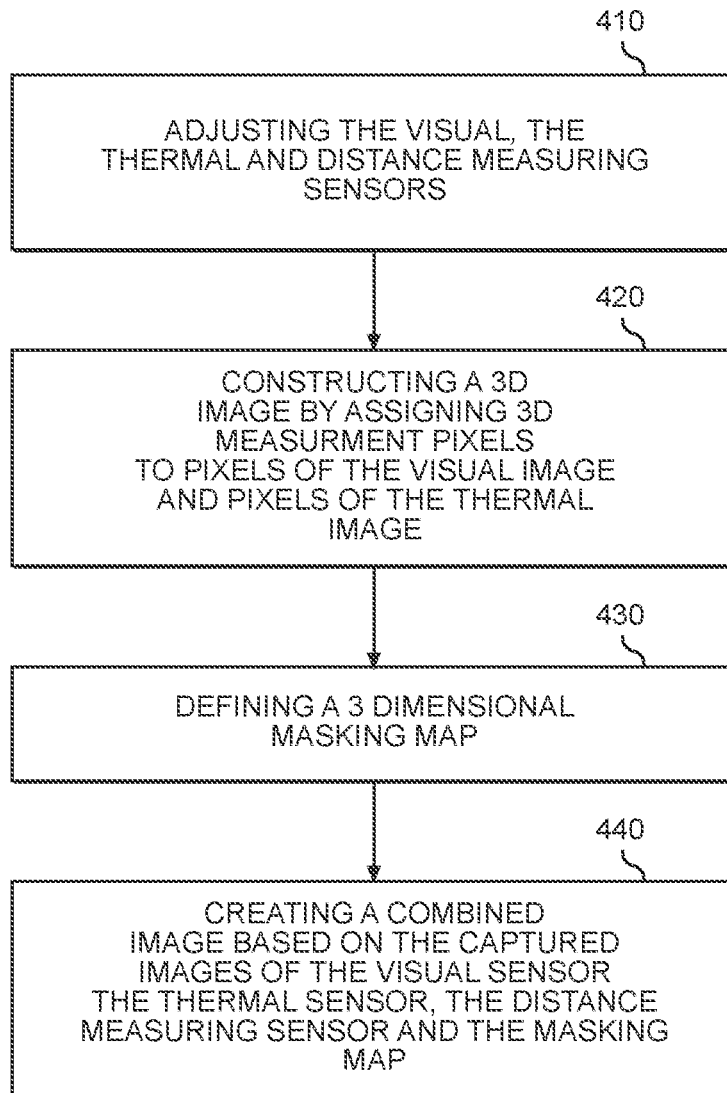 410
ADJUSTING THE VISUAL, THE
THERMAL AND DISTANCE MEASURING
SENSORS
420
CONSTRUCTING A 3D
IMAGE BY ASSIGNING 3D
MEASURMENT PIXELS
TO PIXELS OF THE VISUAL IMAGE
AND PIXELS OF THE THERMAL
IMAGE
430
DEFINING A 3 DIMENSIONAL
MASKING MAP
440
CREATING A COMBINED
IMAGE BASED ON THE CAPTURED
IMAGES OF THE VISUAL SENSOR
THE THERMAL SENSOR, THE DISTANCE
MEASURING SENSOR AND THE MASKING
MAP